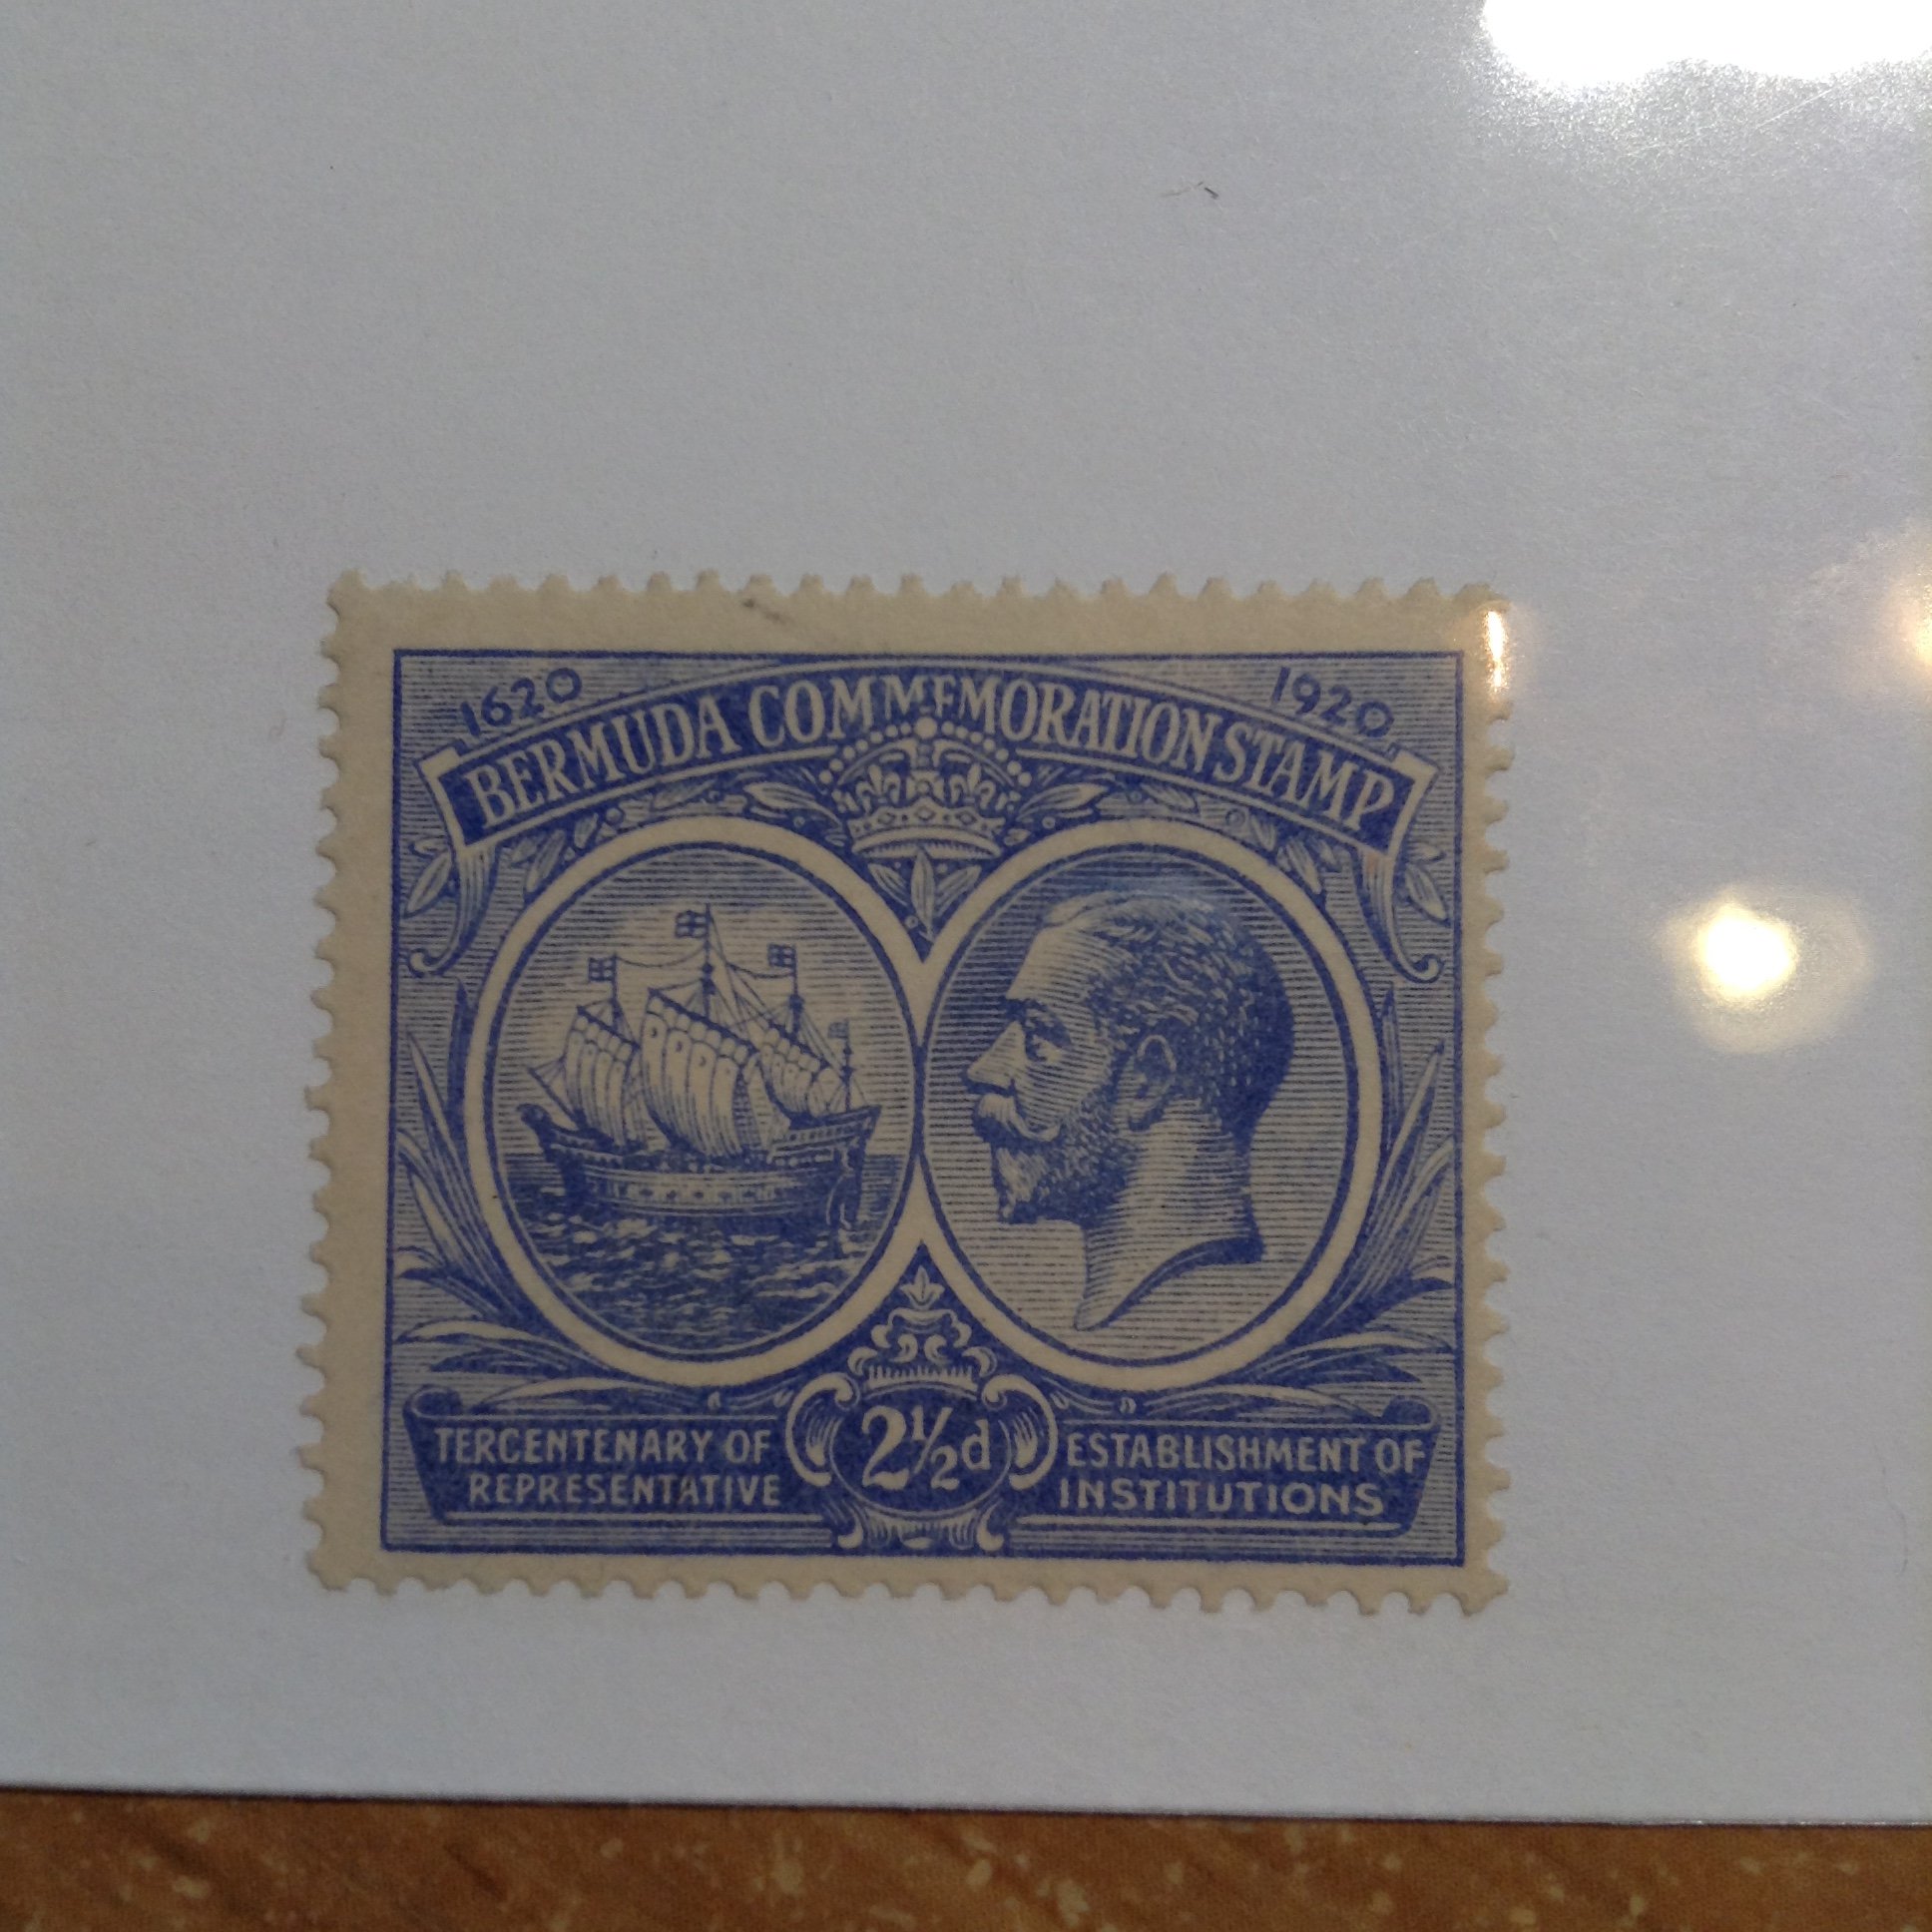 1620 1920
BERMUDA COMMEMORATION STAMP
TERCENTENARY OF
REPRESENTATIVE
2½d
ESTABLISHMENT OF
INSTITUTIONS